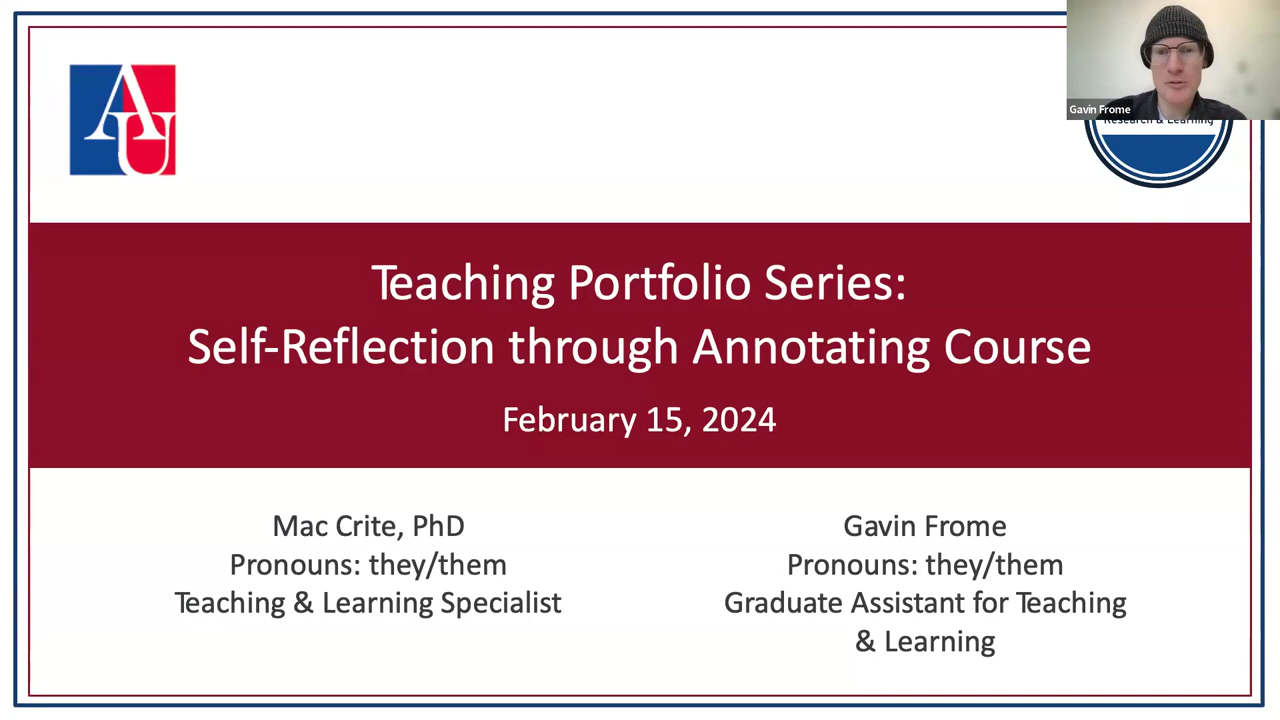 AU
Gavin Frome
Research & Learning
Teaching Portfolio Series:
Self-Reflection through Annotating Course
February 15, 2024
Mac Crite, PhD
Pronouns: they/them
Teaching & Learning Specialist
Gavin Frome
Pronouns: they/them
Graduate Assistant for Teaching
& Learning